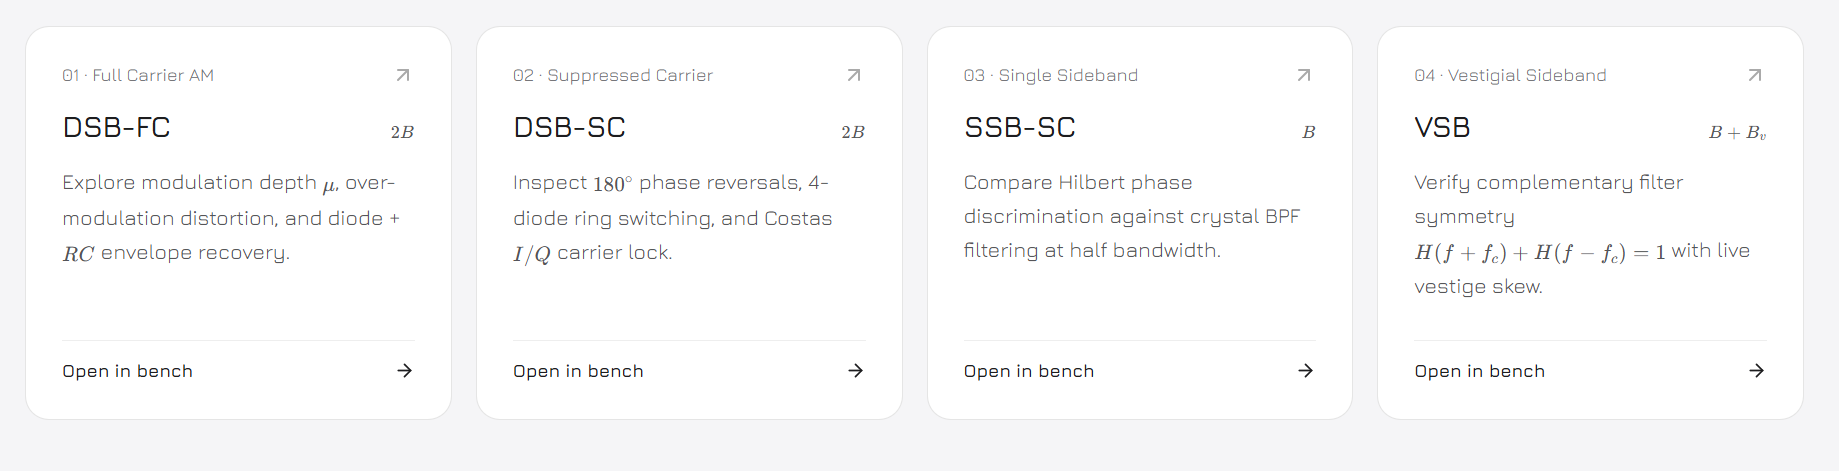 01 · Full Carrier AM
DSB-FC
2B
Explore modulation depth μ, over-
modulation distortion, and diode +
RC envelope recovery.
Open in bench
02 · Suppressed Carrier
DSB-SC
2B
Inspect 180° phase reversals, 4-
diode ring switching, and Costas
I/Q carrier lock.
Open in bench
03 · Single Sideband
SSB-SC
B
Compare Hilbert phase
discrimination against crystal BPF
filtering at half bandwidth.
Open in bench
04 · Vestigial Sideband
VSB
B + Bᵥ
Verify complementary filter
symmetry
H(f + f_c) + H(f − f_c) = 1 with live
vestige skew.
Open in bench